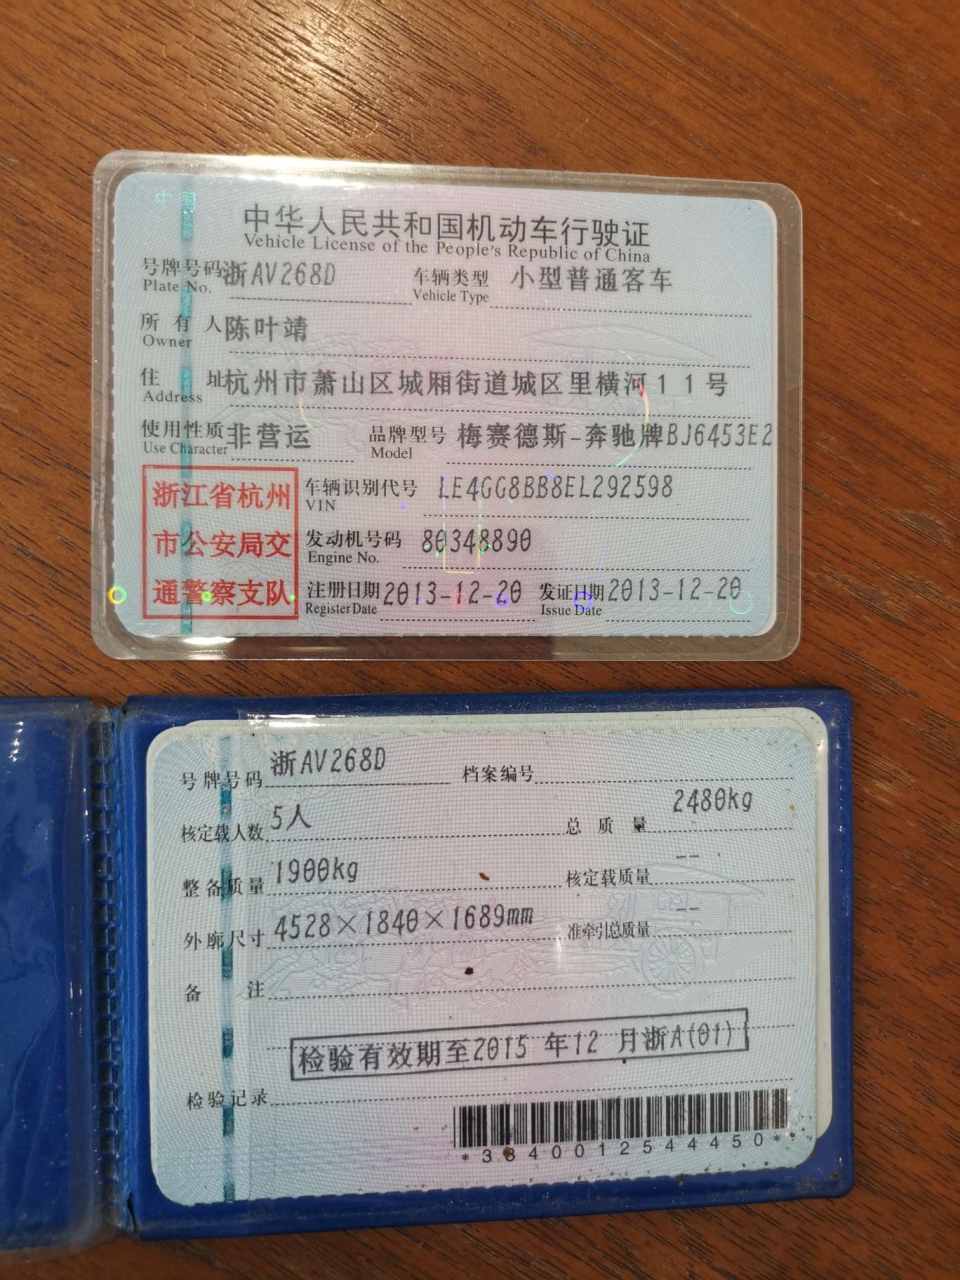 中国
中华人民共和国机动车行驶证
Vehicle License of the People's Republic of China
号牌号码 浙AV268D 车辆类型 小型普通客车
Plate No. Vehicle Type
所有人 陈叶靖
Owner
住址 杭州市萧山区城厢街道城区里横河11号
Address
使用性质 非营运 品牌型号 梅赛德斯-奔驰牌BJ6453E2
Use Character Model
浙江省杭州
市公安局交
通警察支队
车辆识别代号 LE4GG8BB8EL292598
VIN
发动机号码 80348890
Engine No.
注册日期 2013-12-20 发证日期 2013-12-20
Register Date Issue Date
号牌号码 浙AV268D 档案编号
核定载人数 5人 总质量 2480kg
整备质量 1900kg 核定载质量 --
外廓尺寸 4528×1840×1689mm 准牵引总质量 --
备注
检验有效期至2015 年12 月浙A(01)
检验记录
*3340012544450*